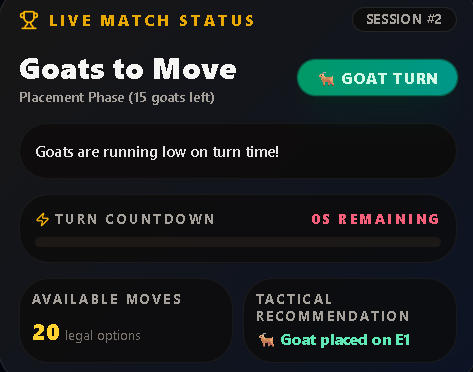 LIVE MATCH STATUS
SESSION #2
Goats to Move
GOAT TURN
Placement Phase (15 goats left)
Goats are running low on turn time!
TURN COUNTDOWN
0S REMAINING
AVAILABLE MOVES
20 legal options
TACTICAL
RECOMMENDATION
Goat placed on E1